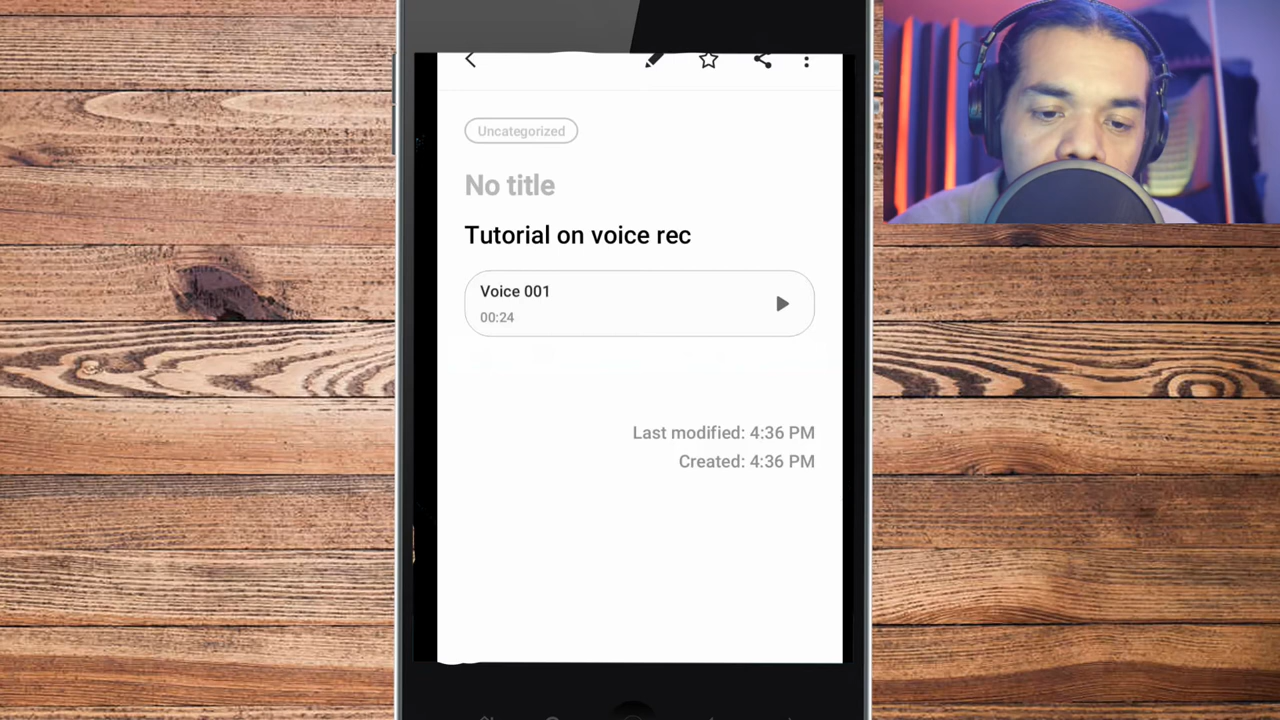 Uncategorized
No title
Tutorial on voice rec
Voice 001
00:24
Last modified: 4:36 PM
Created: 4:36 PM